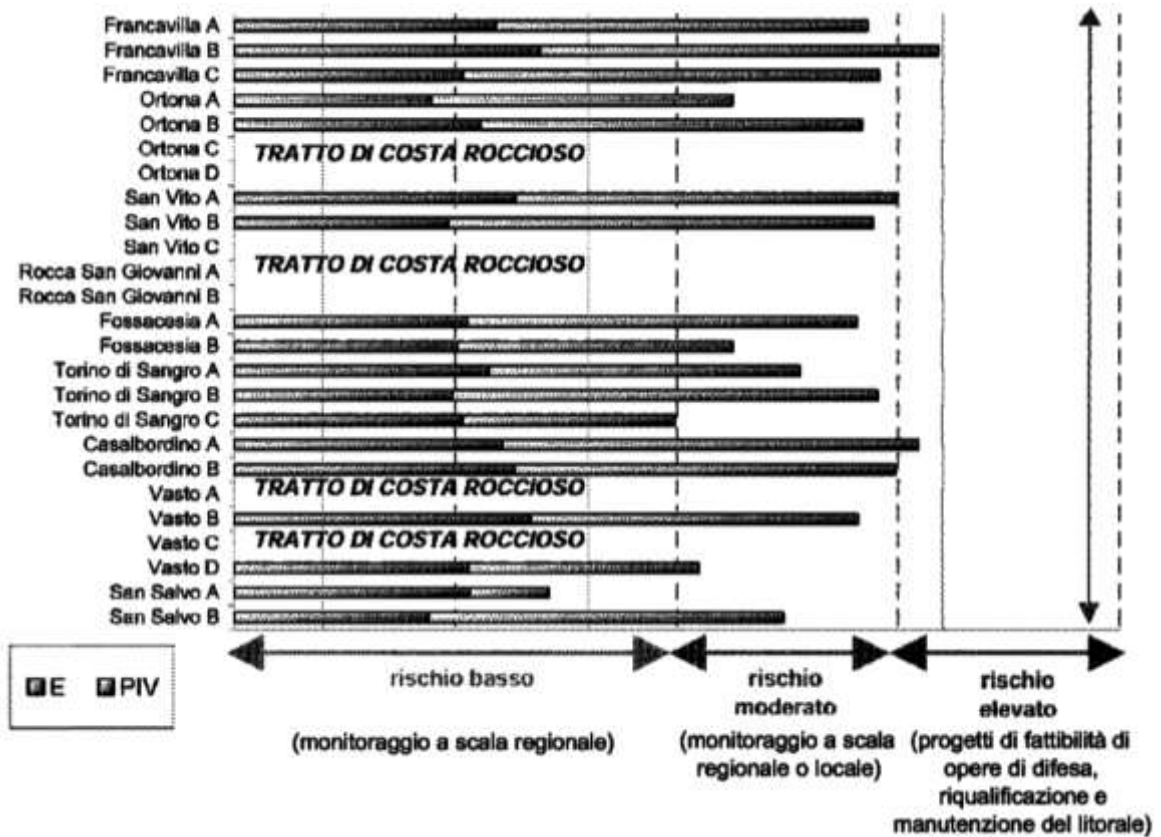 Francavilla A
Francavilla B
Francavilla C
Ortona A
Ortona B
Ortona C
TRATTO DI COSTA ROCCIOSO
Ortona D
San Vito A
San Vito B
San Vito C
Rocca San Giovanni A
TRATTO DI COSTA ROCCIOSO
Rocca San Giovanni B
Fossacesia A
Fossacesia B
Torino di Sangro A
Torino di Sangro B
Torino di Sangro C
Casalbordino A
Casalbordino B
Vasto A
TRATTO DI COSTA ROCCIOSO
Vasto B
Vasto C
TRATTO DI COSTA ROCCIOSO
Vasto D
San Salvo A
San Salvo B
E PIV
rischio basso
(monitoraggio a scala regionale)
rischio
moderato
(monitoraggio a scala
regionale o locale)
rischio
elevato
(progetti di fattibilità di
opere di difesa,
riqualificazione e
manutenzione del litorale)